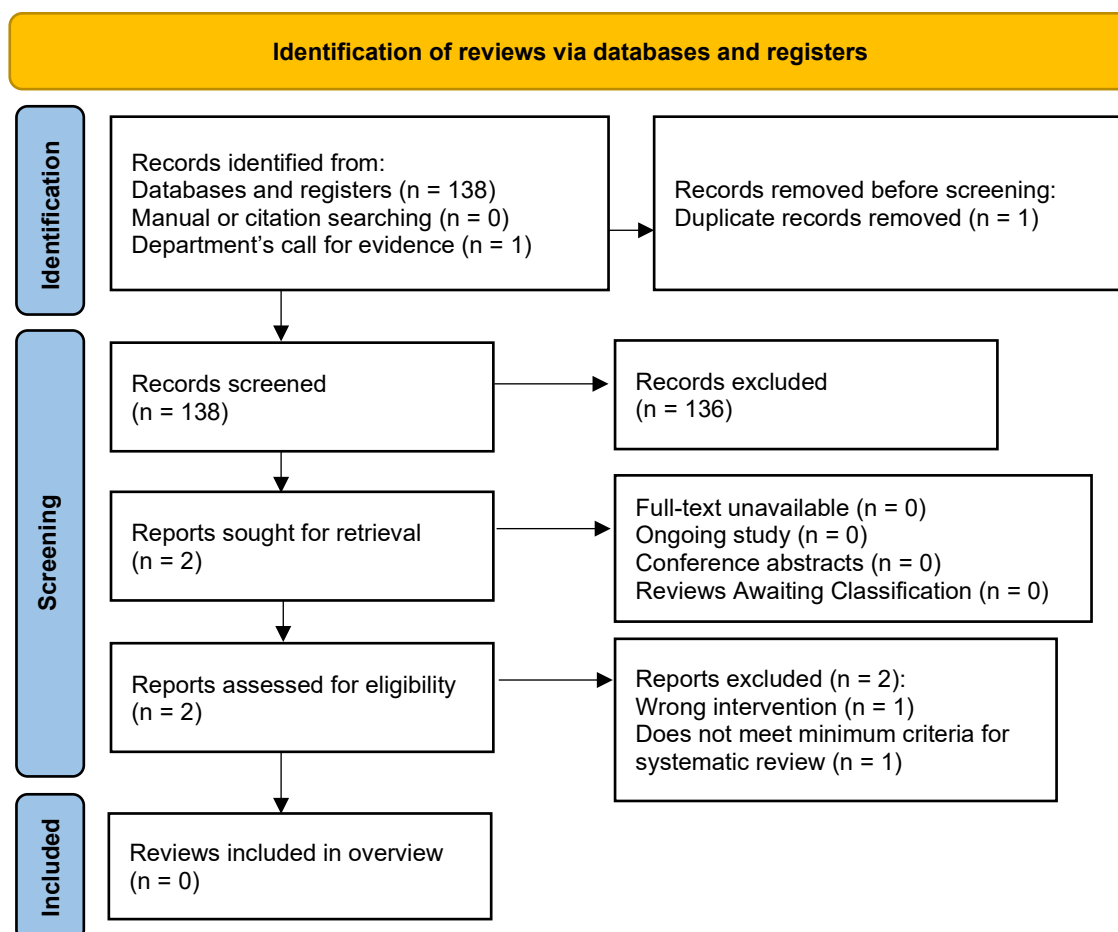 Identification of reviews via databases and registers
Identification
Records identified from:
Databases and registers (n = 138)
Manual or citation searching (n = 0)
Department’s call for evidence (n = 1)
Records removed before screening:
Duplicate records removed (n = 1)
Screening
Records screened
(n = 138)
Records excluded
(n = 136)
Reports sought for retrieval
(n = 2)
Full-text unavailable (n = 0)
Ongoing study (n = 0)
Conference abstracts (n = 0)
Reviews Awaiting Classification (n = 0)
Reports assessed for eligibility
(n = 2)
Reports excluded (n = 2):
Wrong intervention (n = 1)
Does not meet minimum criteria for
systematic review (n = 1)
Included
Reviews included in overview
(n = 0)